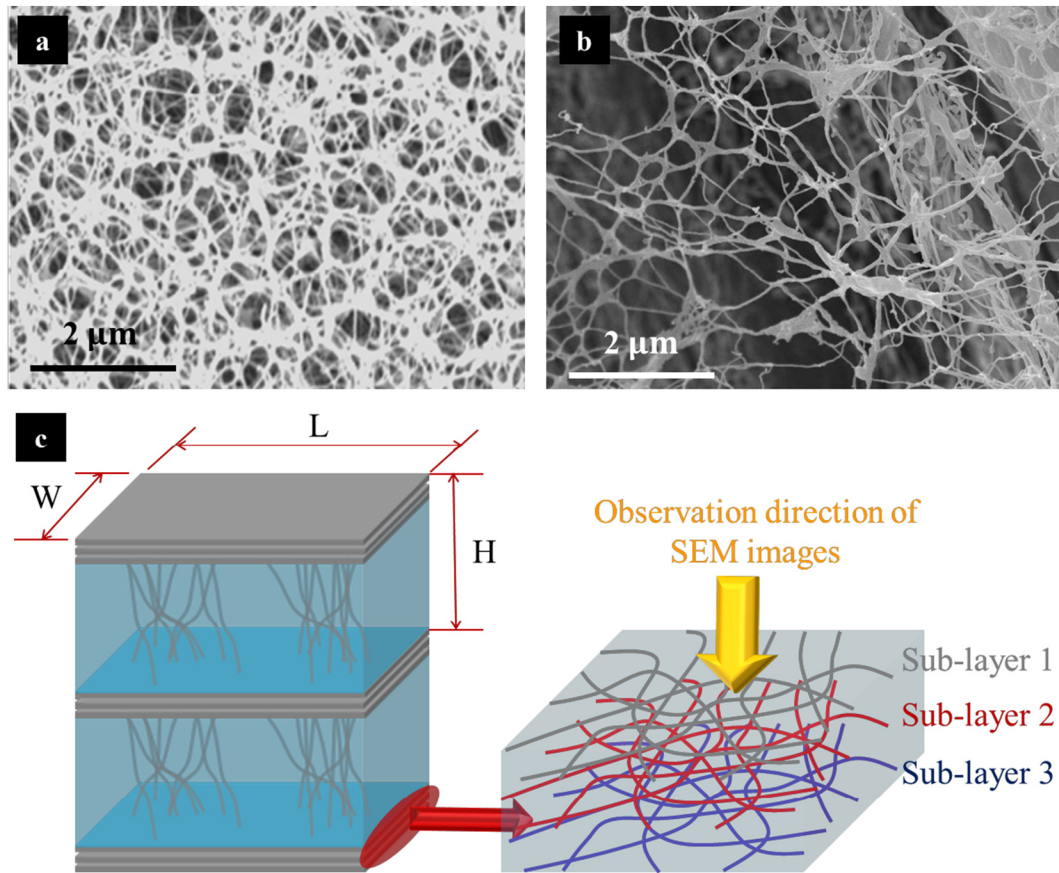 a
b
2 μm
2 μm
c
L
W
H
Observation direction of
SEM images
Sub-layer 1
Sub-layer 2
Sub-layer 3